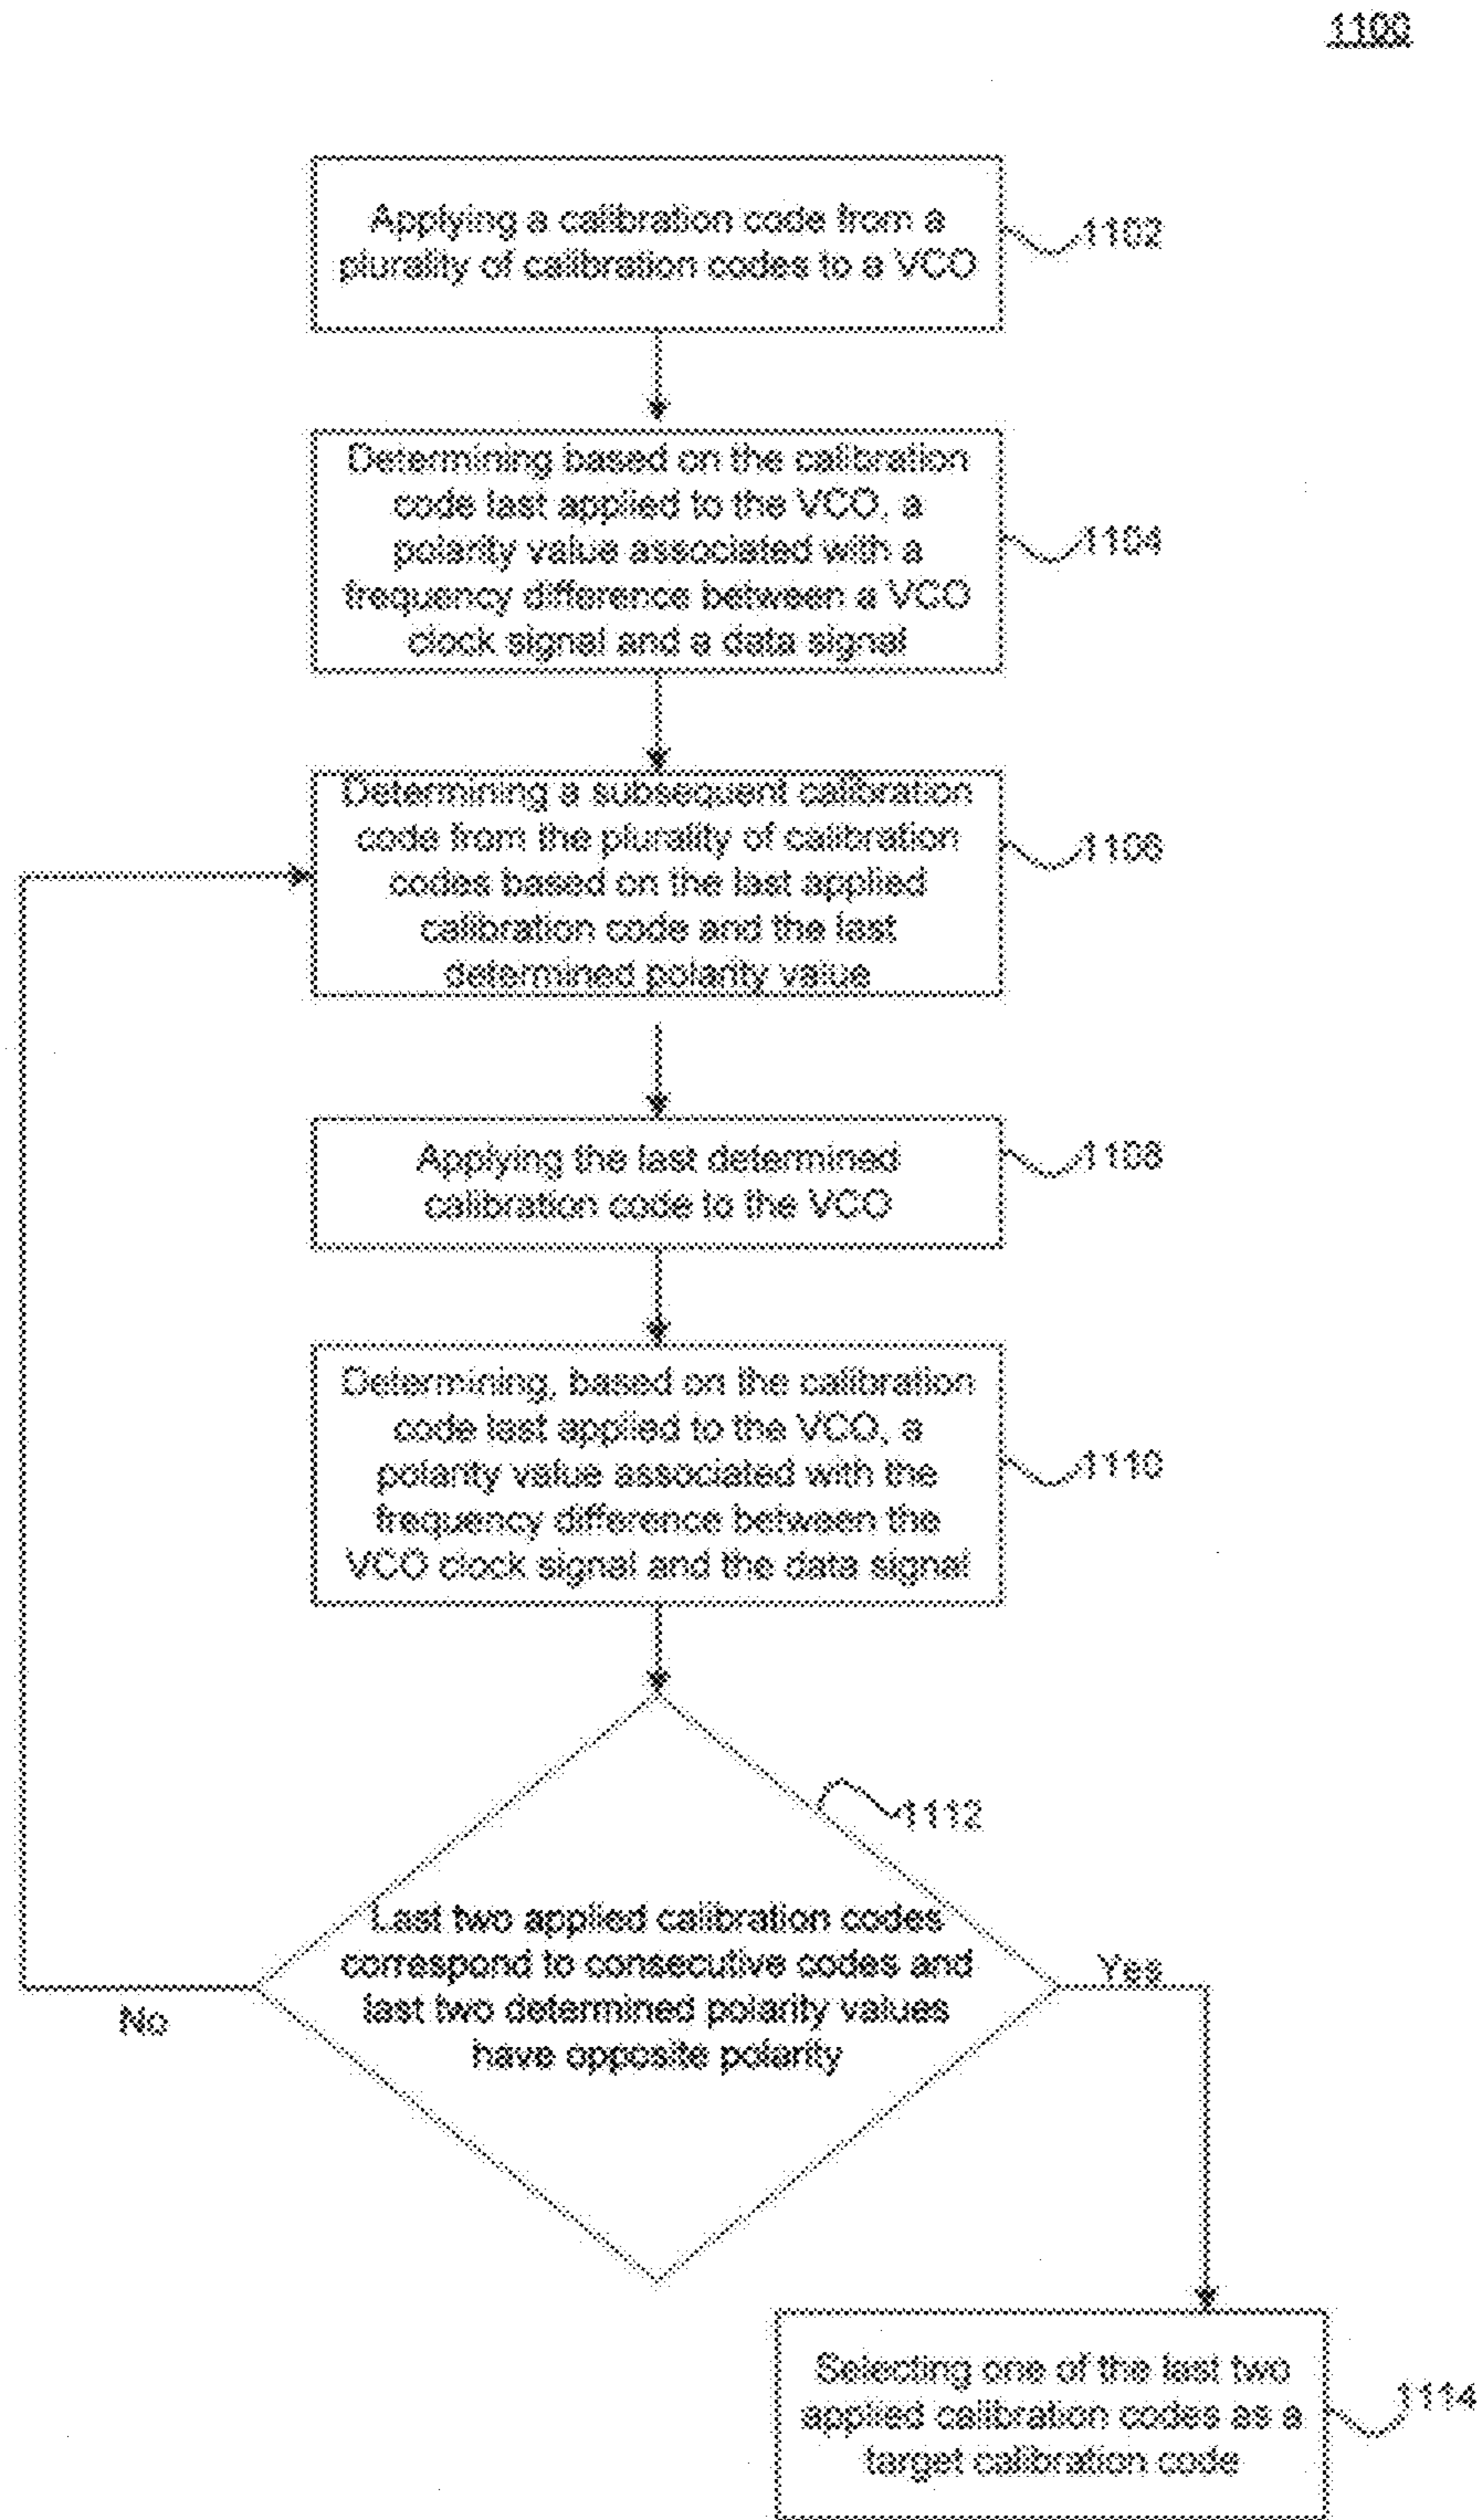 1100
Applying a calibration code from a
plurality of calibration codes to a VCO
1102
Determining based on the calibration
code last applied to the VCO, a
polarity value associated with a
frequency difference between a VCO
clock signal and a data signal
1104
Determining a subsequent calibration
code from the plurality of calibration
codes based on the last applied
calibration code and the last
determined polarity value
1106
Applying the last determined
calibration code to the VCO
1108
Determining, based on the calibration
code last applied to the VCO, a
polarity value associated with the
frequency difference between the
VCO clock signal and the data signal
1110
1112
Last two applied calibration codes
correspond to consecutive codes and
last two determined polarity values
have opposite polarity
Yes
No
Selecting one of the last two
applied calibration codes as a
target calibration code
1114